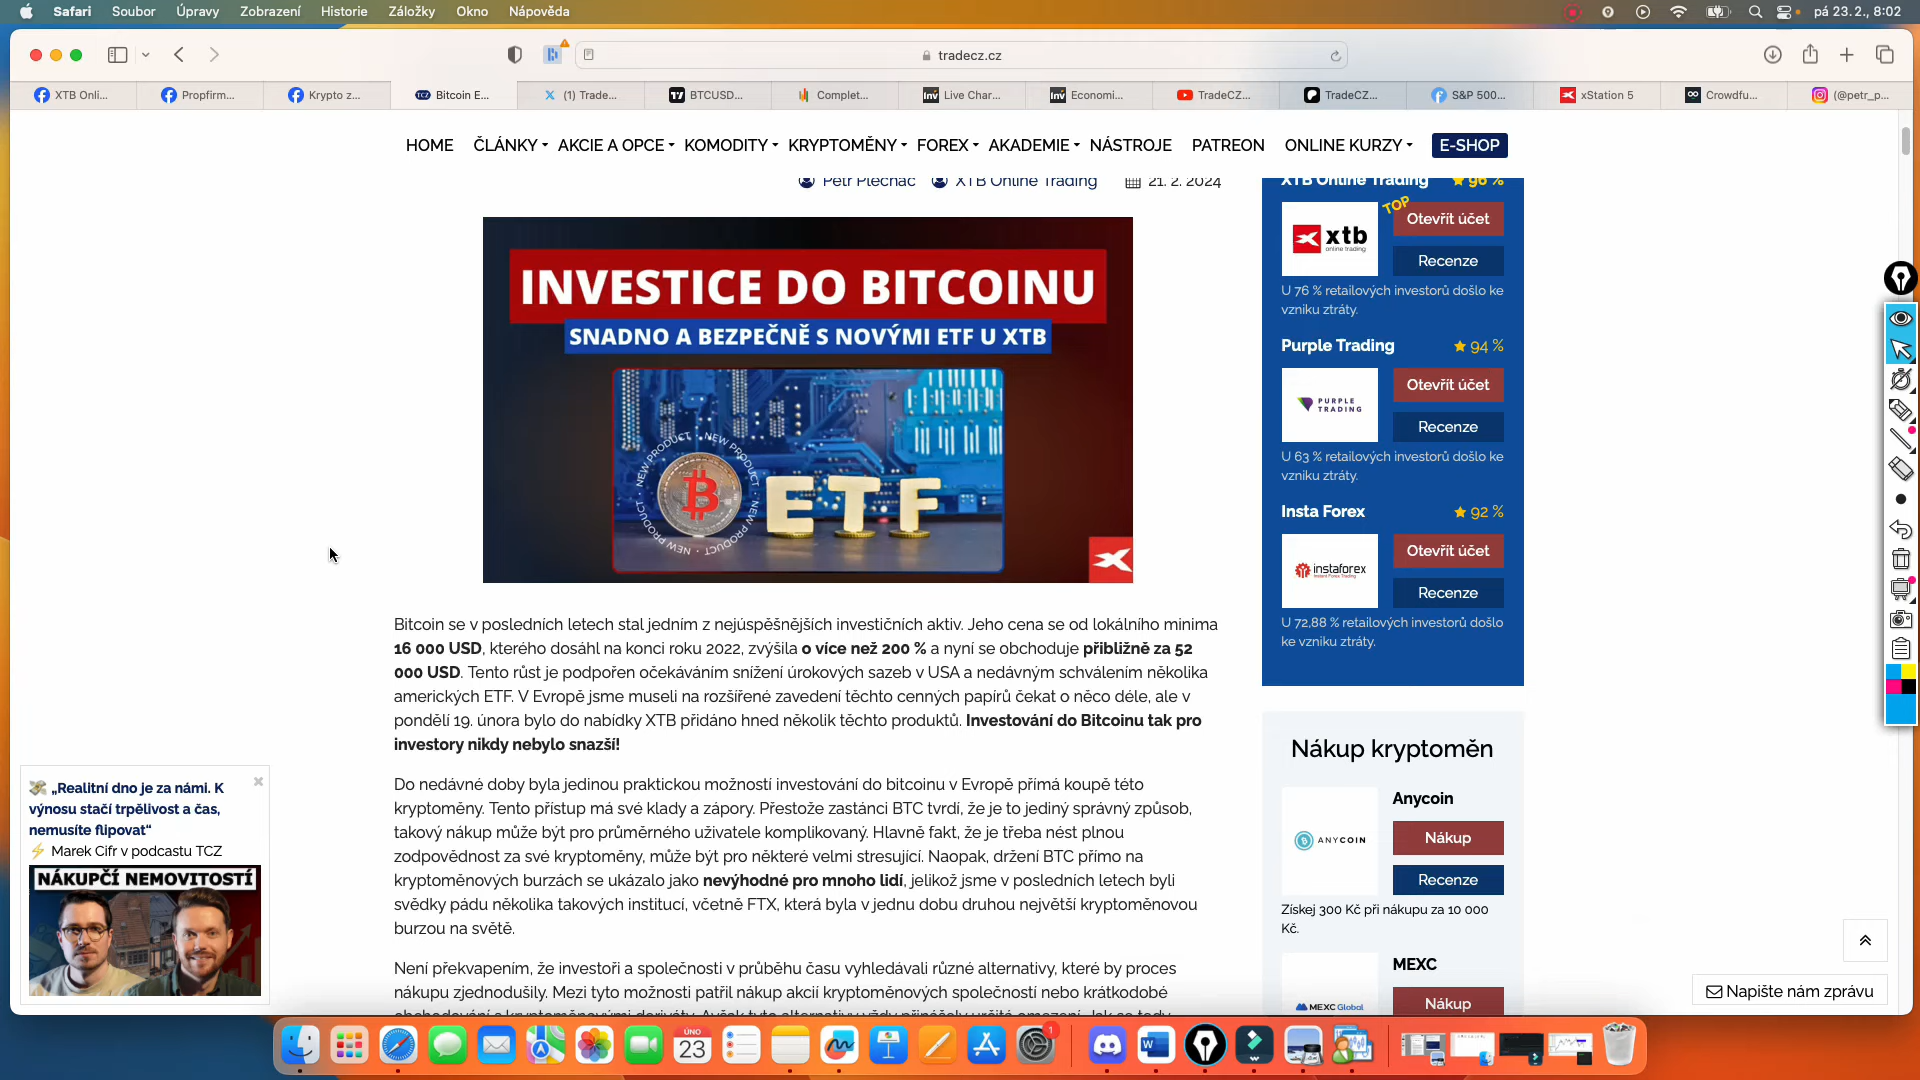 Safari Soubor Úpravy Zobrazení Historie Záložky Okno Nápověda pá 23. 2., 8:02
tradecz.cz
XTB Onli... Propfirm... Krypto z... Bitcoin E... (1) Trade... BTCUSD... Complet... Live Char... Economi... TradeCZ... TradeCZ... S&P 500... xStation 5 Crowdfu... (@petr_p...
HOME ČLÁNKY AKCIE A OPCE KOMODITY KRYPTOMĚNY FOREX AKADEMIE NÁSTROJE PATREON ONLINE KURZY E-SHOP
Petr Plecháč XTB Online Trading 21. 2. 2024
INVESTICE DO BITCOINU
SNADNO A BEZPEČNĚ S NOVÝMI ETF U XTB
NEW PRODUCT • NEW PRODUCT • NEW PRODUCT •
ETF
Bitcoin se v posledních letech stal jedním z nejúspěšnějších investičních aktiv. Jeho cena se od lokálního minima
16 000 USD, kterého dosáhl na konci roku 2022, zvýšila o více než 200 % a nyní se obchoduje přibližně za 52
000 USD. Tento růst je podpořen očekáváním snížení úrokových sazeb v USA a nedávným schválením několika
amerických ETF. V Evropě jsme museli na rozšířené zavedení těchto cenných papírů čekat o něco déle, ale v
pondělí 19. února bylo do nabídky XTB přidáno hned několik těchto produktů. Investování do Bitcoinu tak pro
investory nikdy nebylo snazší!
Do nedávné doby byla jedinou praktickou možností investování do bitcoinu v Evropě přímá koupě této
kryptoměny. Tento přístup má své klady a zápory. Přestože zastánci BTC tvrdí, že je to jediný správný způsob,
takový nákup může být pro průměrného uživatele komplikovaný. Hlavně fakt, že je třeba nést plnou
zodpovědnost za své kryptoměny, může být pro některé velmi stresující. Naopak, držení BTC přímo na
kryptoměnových burzách se ukázalo jako nevýhodné pro mnoho lidí, jelikož jsme v posledních letech byli
svědky pádu několika takových institucí, včetně FTX, která byla v jednu dobu druhou největší kryptoměnovou
burzou na světě.
Není překvapením, že investoři a společnosti v průběhu času vyhledávali různé alternativy, které by proces
nákupu zjednodušily. Mezi tyto možnosti patřil nákup akcií kryptoměnových společností nebo krátkodobé
XTB Online Trading 96 %
TOP
xtb
online trading
Otevřít účet
Recenze
U 76 % retailových investorů došlo ke
vzniku ztráty.
Purple Trading 94 %
PURPLE
TRADING
Otevřít účet
Recenze
U 63 % retailových investorů došlo ke
vzniku ztráty.
Insta Forex 92 %
instaforex
Instant Forex Trading
Otevřít účet
Recenze
U 72,88 % retailových investorů došlo
ke vzniku ztráty.
Nákup kryptoměn
Anycoin
ANYCOIN
Nákup
Recenze
Získej 300 Kč při nákupu za 10 000
Kč.
MEXC
MEXC Global
Nákup
„Realitní dno je za námi. K
výnosu stačí trpělivost a čas,
nemusíte flipovat“
Marek Cifr v podcastu TCZ
NÁKUPČÍ NEMOVITOSTÍ
Napište nám zprávu
ÚNO
23
1